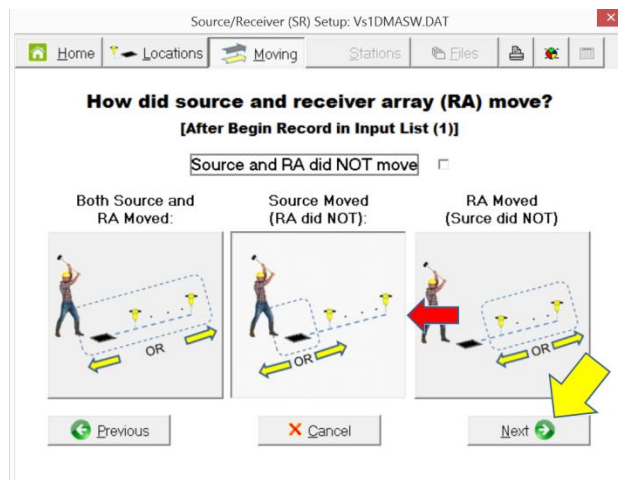 Source/Receiver (SR) Setup: Vs1DMASW.DAT
Home Locations Moving Stations Files
How did source and receiver array (RA) move?
[After Begin Record in Input List (1)]
Source and RA did NOT move
Both Source and
RA Moved:
Source Moved
(RA did NOT):
RA Moved
(Surce did NOT)
OR
OR
OR
Previous Cancel Next